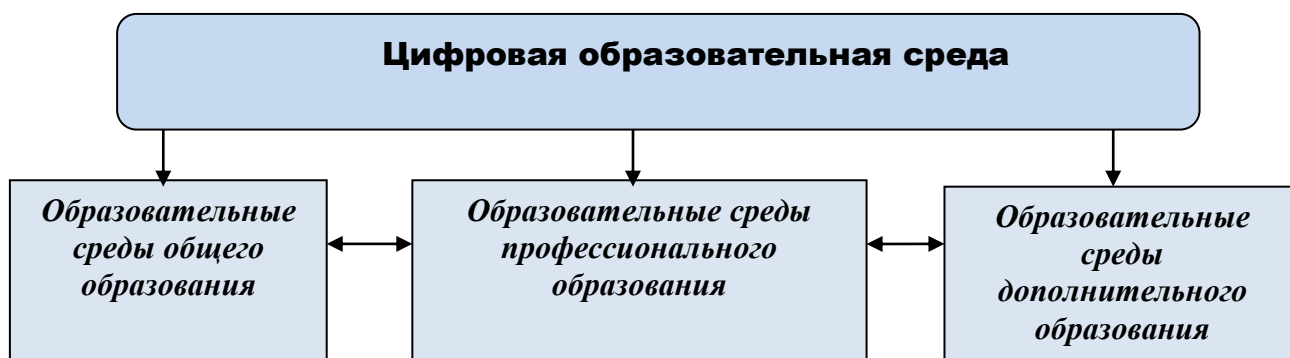 Цифровая образовательная среда
Образовательные
среды общего
образования
Образовательные среды
профессионального
образования
Образовательные
среды
дополнительного
образования